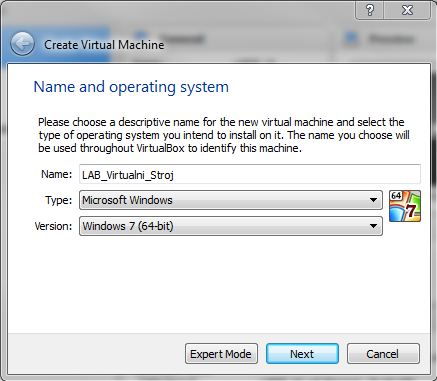 ?
Create Virtual Machine
Name and operating system
Please choose a descriptive name for the new virtual machine and select the
type of operating system you intend to install on it. The name you choose will
be used throughout VirtualBox to identify this machine.
Name: LAB_Virtualni_Stroj
Type: Microsoft Windows 64
Version: Windows 7 (64-bit) 7
Expert Mode Next Cancel